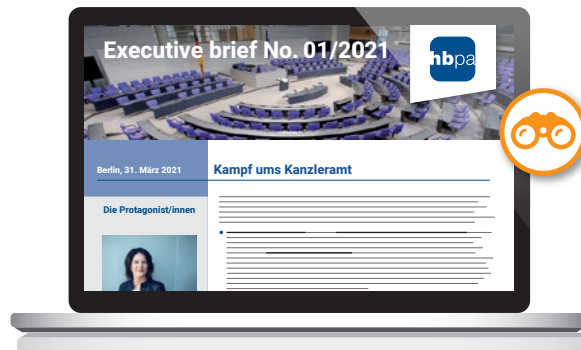 Executive brief No. 01/2021
hbpa
Berlin, 31. März 2021
Kampf ums Kanzleramt
Die Protagonist/innen